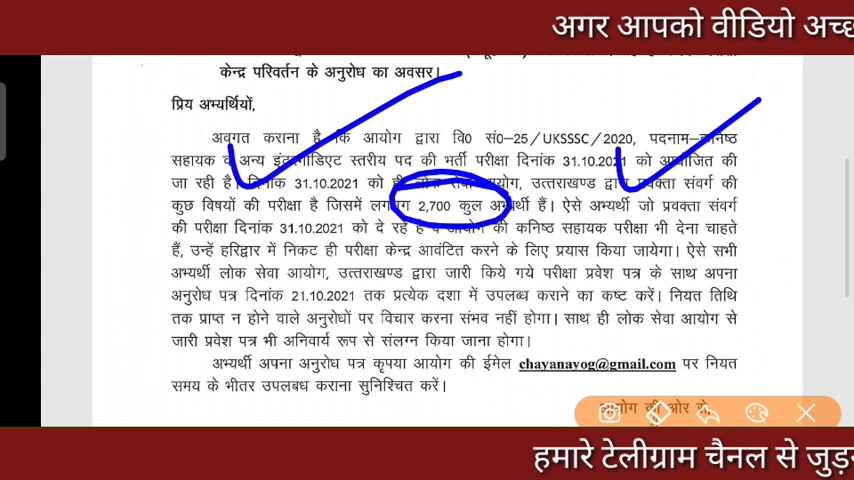 अगर आपको वीडियो अच्छ
केन्द्र परिवर्तन के अनुरोध का अवसर।
प्रिय अभ्यर्थियों,
अवगत कराना है कि आयोग द्वारा वि0 सं0–25/UKSSSC/2020, पदनाम–कनिष्ठ
सहायक व अन्य इंटरमीडिएट स्तरीय पद की भर्ती परीक्षा दिनांक 31.10.2021 को आयोजित की
जा रही है। दिनांक 31.10.2021 को ही लोक सेवा आयोग, उत्तराखण्ड द्वारा प्रवक्ता संवर्ग की
कुछ विषयों की परीक्षा है जिसमें लगभग 2,700 कुल अभ्यर्थी हैं। ऐसे अभ्यर्थी जो प्रवक्ता संवर्ग
की परीक्षा दिनांक 31.10.2021 को दे रहे हैं व आयोग की कनिष्ठ सहायक परीक्षा भी देना चाहते
हैं, उन्हें हरिद्वार में निकट ही परीक्षा केन्द्र आवंटित करने के लिए प्रयास किया जायेगा। ऐसे सभी
अभ्यर्थी लोक सेवा आयोग, उत्तराखण्ड द्वारा जारी किये गये परीक्षा प्रवेश पत्र के साथ अपना
अनुरोध पत्र दिनांक 21.10.2021 तक प्रत्येक दशा में उपलब्ध कराने का कष्ट करें। नियत तिथि
तक प्राप्त न होने वाले अनुरोधों पर विचार करना संभव नहीं होगा। साथ ही लोक सेवा आयोग से
जारी प्रवेश पत्र भी अनिवार्य रूप से संलग्न किया जाना होगा।
अभ्यर्थी अपना अनुरोध पत्र कृपया आयोग की ईमेल chayanayog@gmail.com पर नियत
समय के भीतर उपलबध कराना सुनिश्चित करें।
आयोग की ओर से,
हमारे टेलीग्राम चैनल से जुड़न